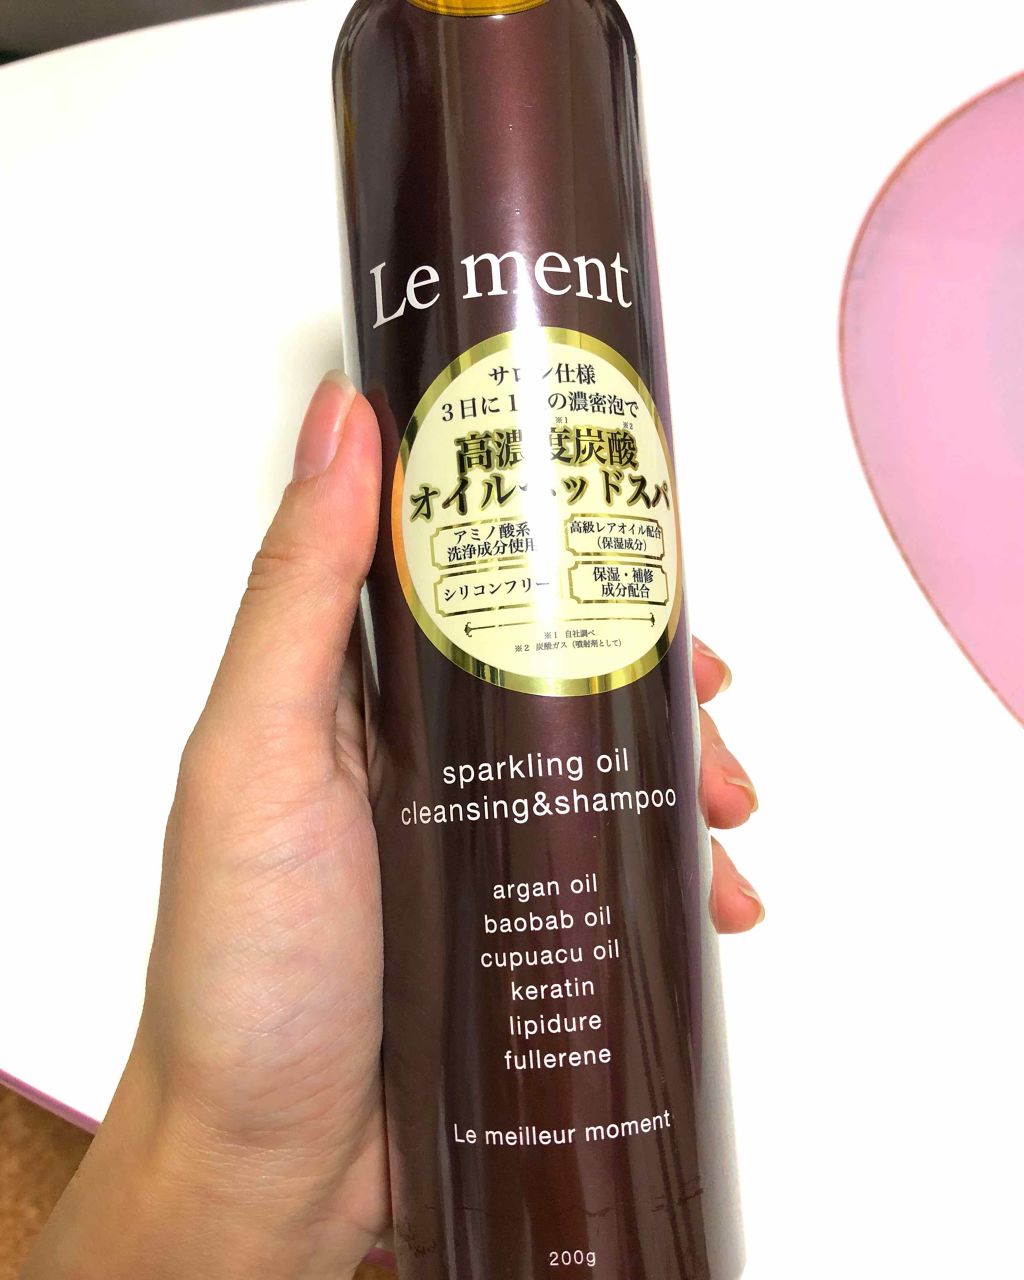 Le ment
サロン仕様
3日に1の濃密泡で
※1 ※2
高濃度炭酸
オイルヘッドスパ
アミノ酸系
洗浄成分使用
高級レアオイル配合
(保湿成分)
シリコンフリー
保湿・補修
成分配合
※1 自社調べ
※2 炭酸ガス(噴射剤として)
sparkling oil
cleansing&shampoo
argan oil
baobab oil
cupuacu oil
keratin
lipidure
fullerene
Le meilleur moment
200g